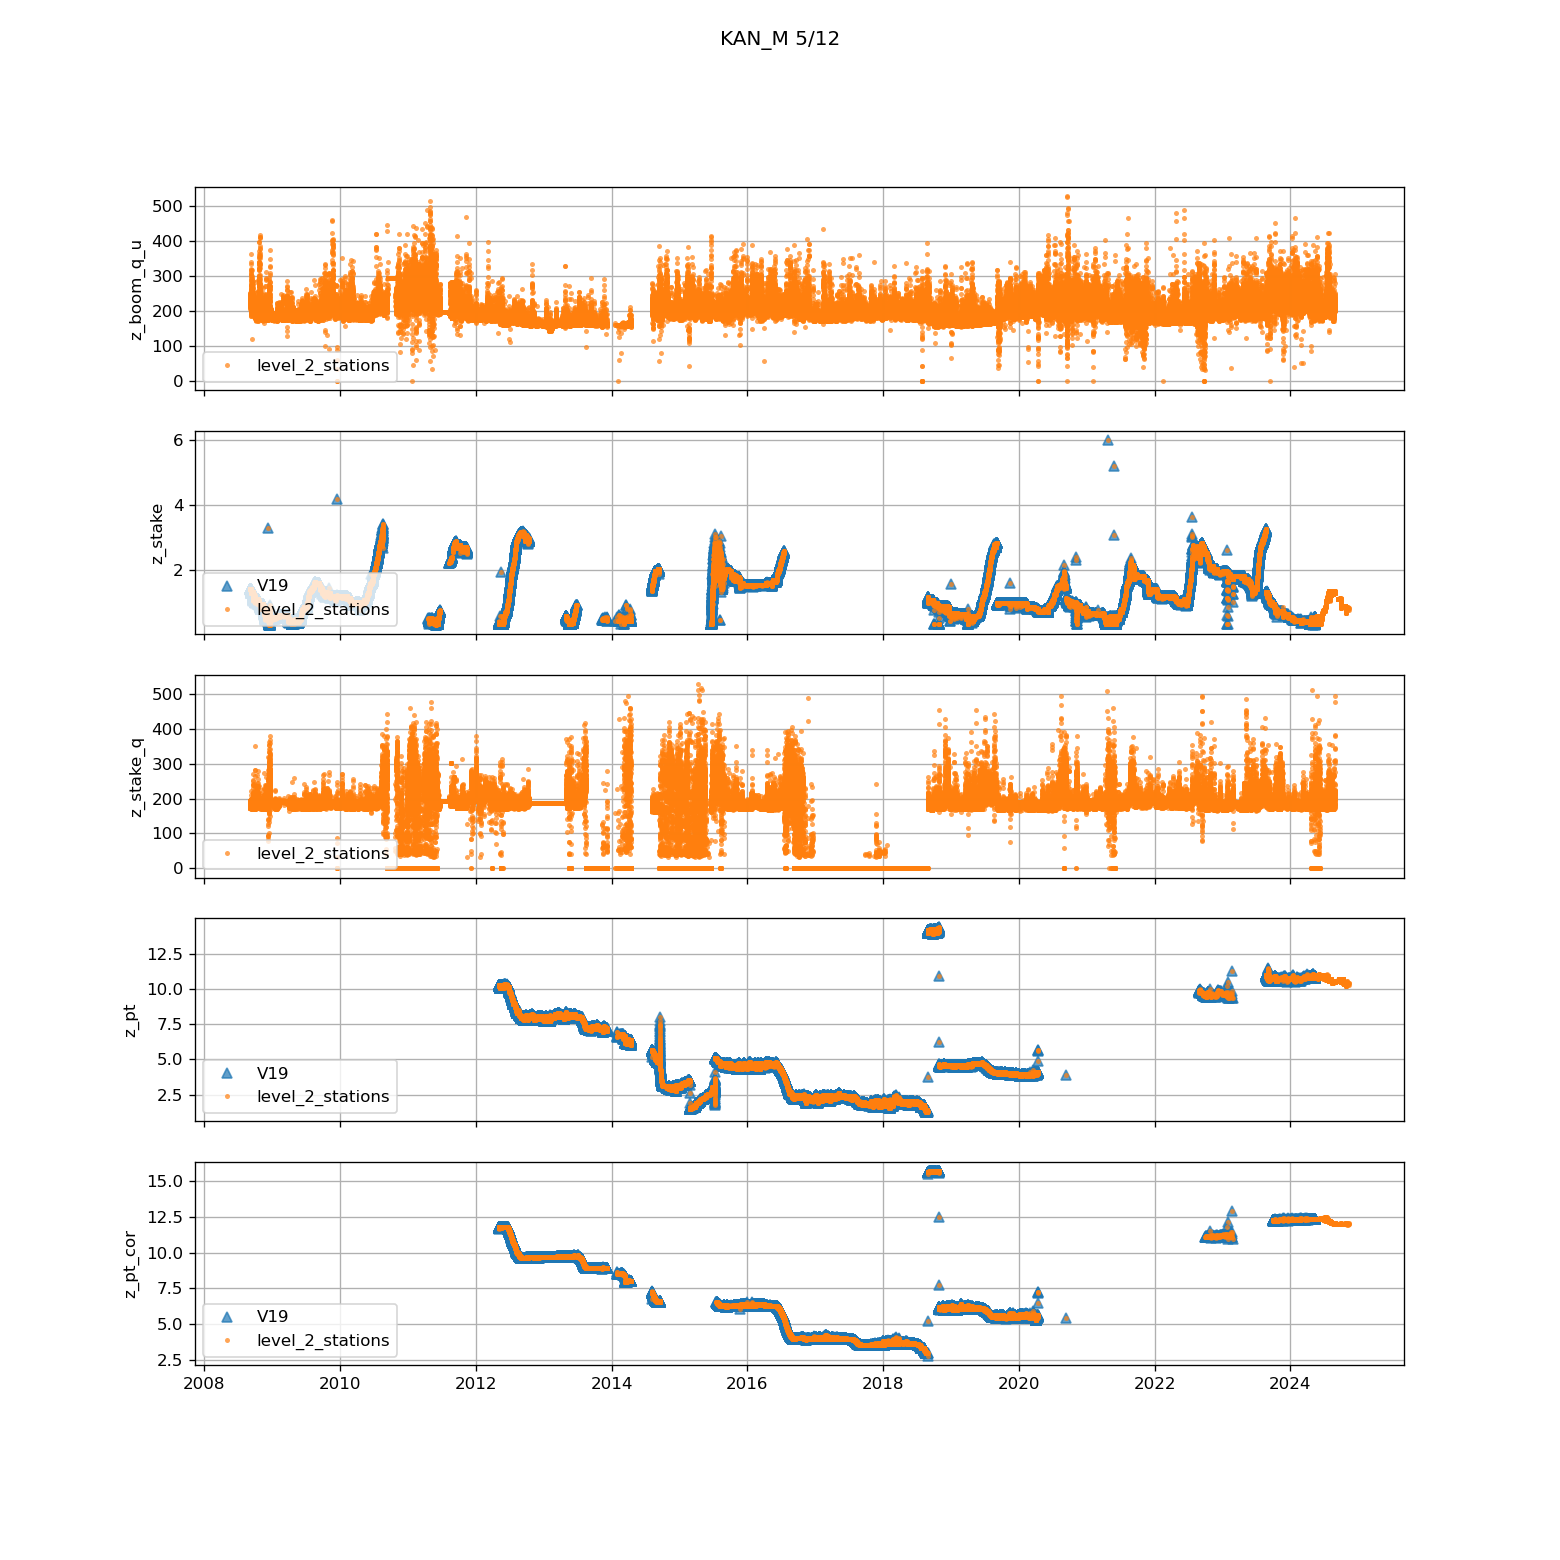 KAN_M 5/12
z_boom_q_u
500
400
300
200
100
0
level_2_stations
z_stake
6
4
2
V19
level_2_stations
z_stake_q
500
400
300
200
100
0
level_2_stations
z_pt
12.5
10.0
7.5
5.0
2.5
V19
level_2_stations
z_pt_cor
15.0
12.5
10.0
7.5
5.0
2.5
V19
level_2_stations
2008 2010 2012 2014 2016 2018 2020 2022 2024